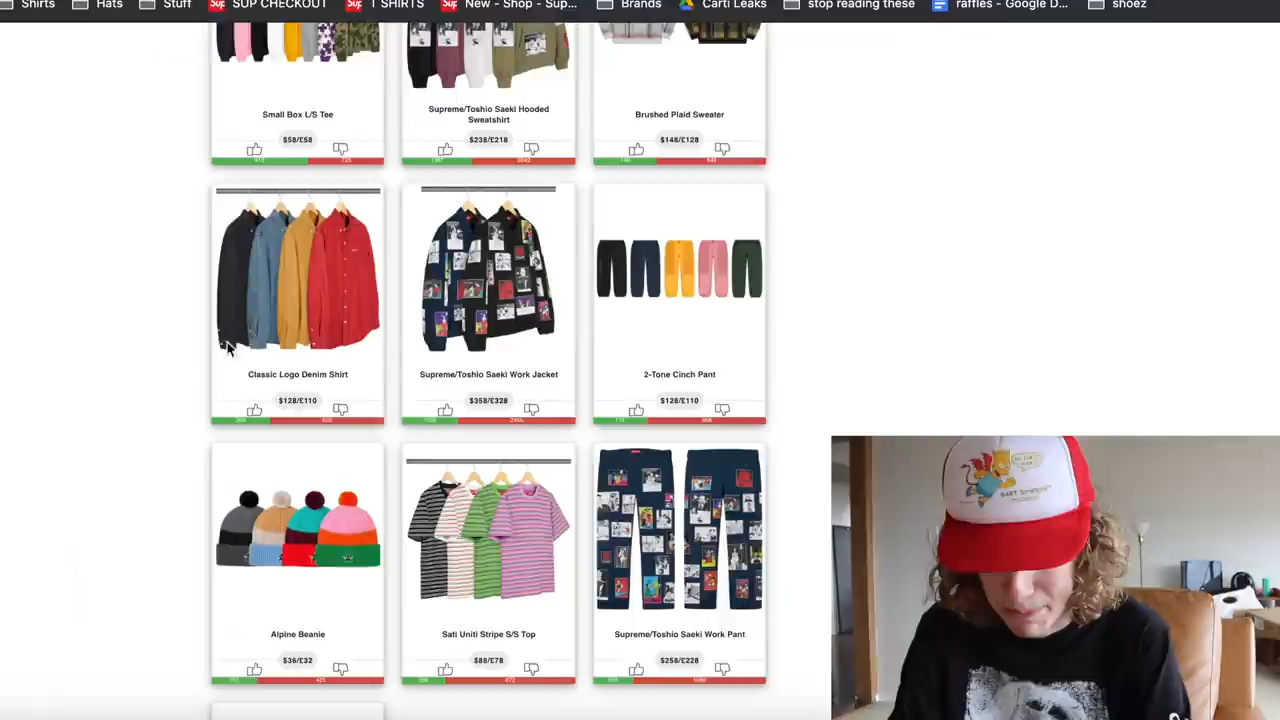 Shirts Hats Stuff SUP CHECKOUT T SHIRTS New - Shop - Sup... Brands Carti Leaks stop reading these raffles - Google D... shoez
Small Box L/S Tee
$58/£58
Supreme/Toshio Saeki Hooded
Sweatshirt
$238/£218
Brushed Plaid Sweater
$148/£128
Classic Logo Denim Shirt
$128/£110
Supreme/Toshio Saeki Work Jacket
$358/£328
2-Tone Cinch Pant
$128/£110
Alpine Beanie
$36/£32
Sati Uniti Stripe S/S Top
$88/£78
Supreme/Toshio Saeki Work Pant
$258/£228
BART SIMPSON